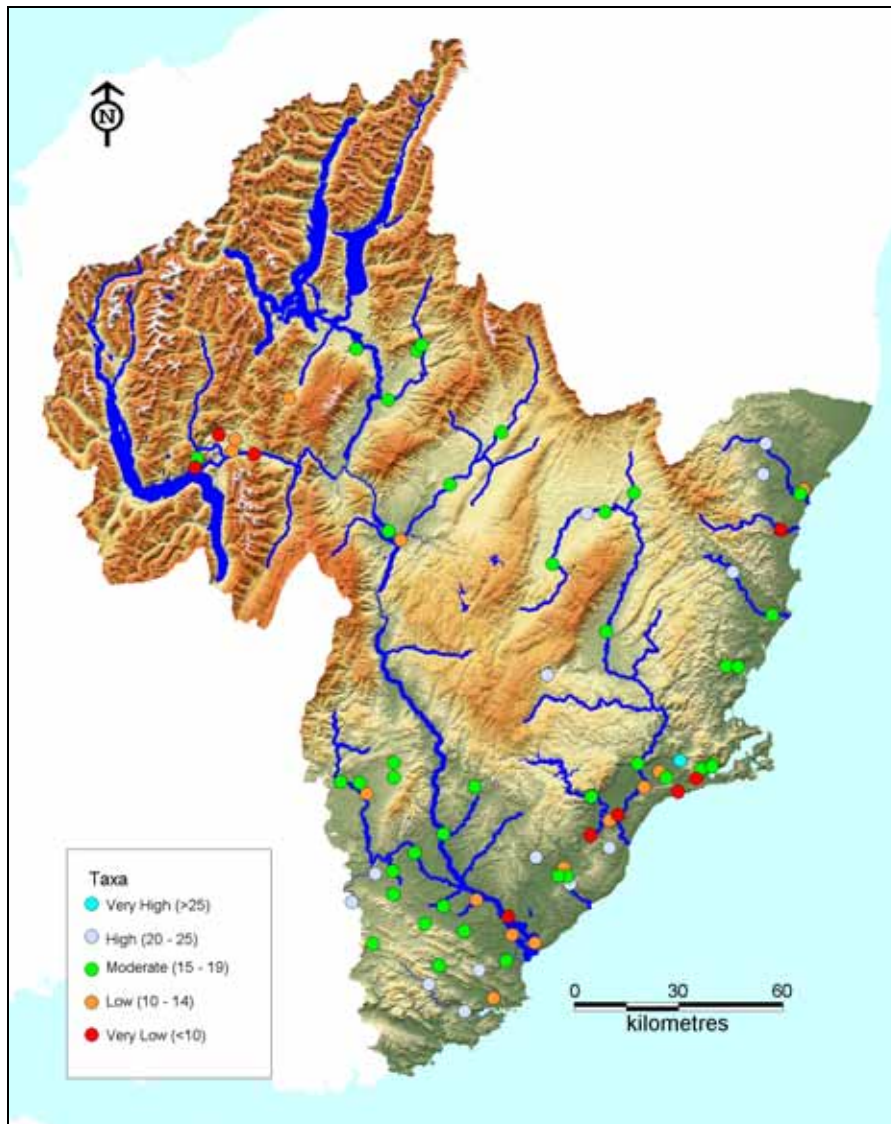 N
Taxa
Very High (>25)
High (20 - 25)
Moderate (15 - 19)
Low (10 - 14)
Very Low (<10)
0 30 60
kilometres